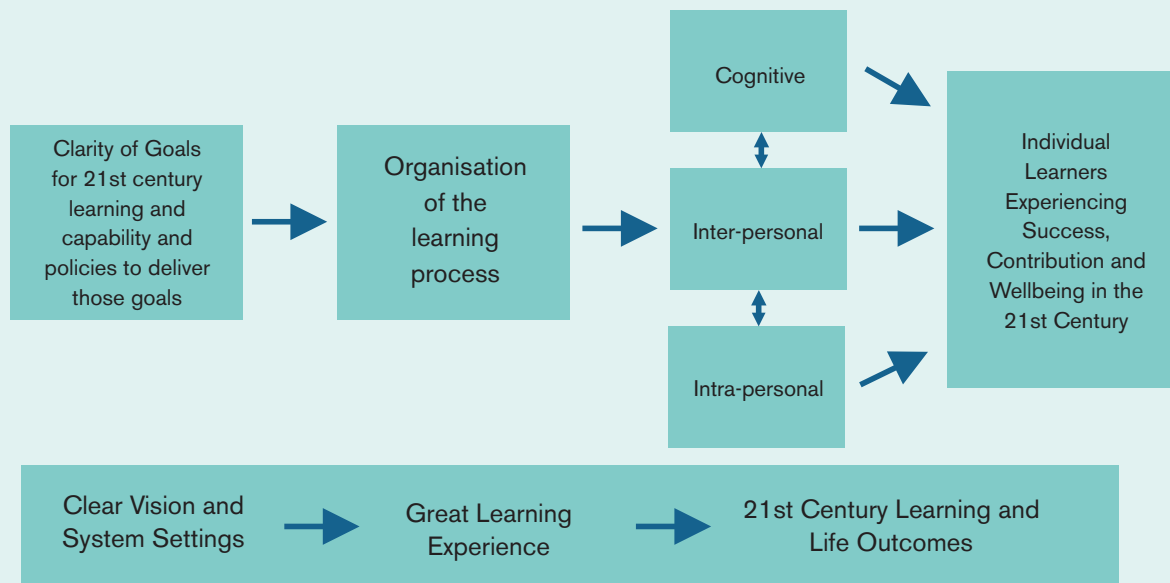 Clarity of Goals
for 21st century
learning and
capability and
policies to deliver
those goals
Organisation
of the
learning
process
Cognitive
Inter-personal
Intra-personal
Individual
Learners
Experiencing
Success,
Contribution and
Wellbeing in the
21st Century
Clear Vision and
System Settings
Great Learning
Experience
21st Century Learning and
Life Outcomes